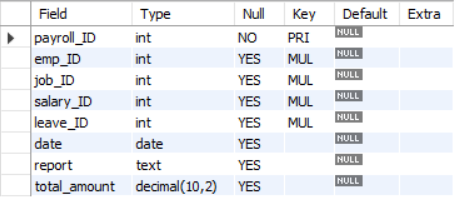 Field Type Null Key Default Extra
payroll_ID int NO PRI NULL
emp_ID int YES MUL NULL
job_ID int YES MUL NULL
salary_ID int YES MUL NULL
leave_ID int YES MUL NULL
date date YES NULL
report text YES NULL
total_amount decimal(10,2) YES NULL